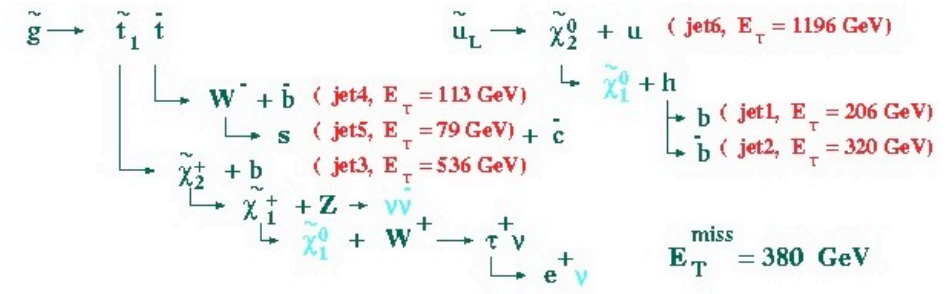 g̃ → t̃₁ t̄
ũ_L → χ̃₂⁰ + u ( jet6, E_T = 1196 GeV)
W⁻ + b̄ ( jet4, E_T = 113 GeV)
χ̃₁⁰ + h
s ( jet5, E_T = 79 GeV) + c̄
b ( jet1, E_T = 206 GeV)
b̄ ( jet2, E_T = 320 GeV)
χ̃₂⁺ + b ( jet3, E_T = 536 GeV)
χ̃₁⁺ + Z → νν̄
χ̃₁⁰ + W⁺ → τ⁺ν
e⁺ν
E_T^miss = 380 GeV